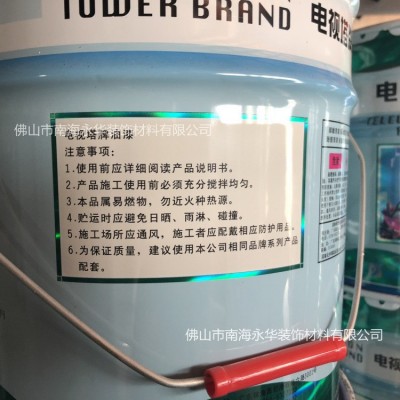 TOWER BRAND
电视塔
佛山市南海永华装饰材料有限公司
电视塔牌油漆
注意事项：
1.使用前应详细阅读产品说明书。
2.产品施工使用前必须充分搅拌均匀。
3.本品属易燃物，勿近火种热源。
4.贮运时应避免日晒、雨淋、碰撞。
5.施工场所应通风，施工者应配戴相应防护用品。
6.为保证质量，建议使用本公司相同品牌系列产品
配套。
佛山市南海永华装饰材料有限公司